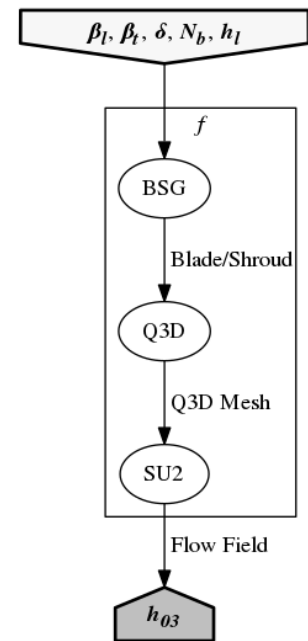 βl, βt, δ, Nb, hl
f
BSG
Blade/Shroud
Q3D
Q3D Mesh
SU2
Flow Field
h03